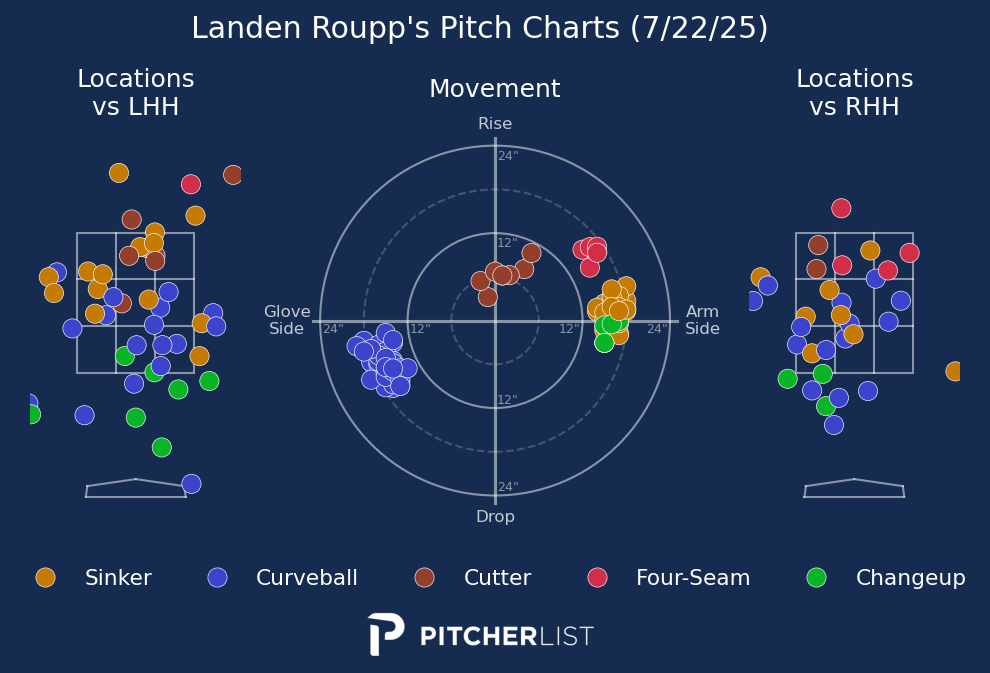 Landen Roupp's Pitch Charts (7/22/25)
Locations
vs LHH
Movement
Locations
vs RHH
Rise
24"
12"
Glove
Side
24"
12"
12"
24"
Arm
Side
12"
24"
Drop
Sinker
Curveball
Cutter
Four-Seam
Changeup
PITCHERLIST